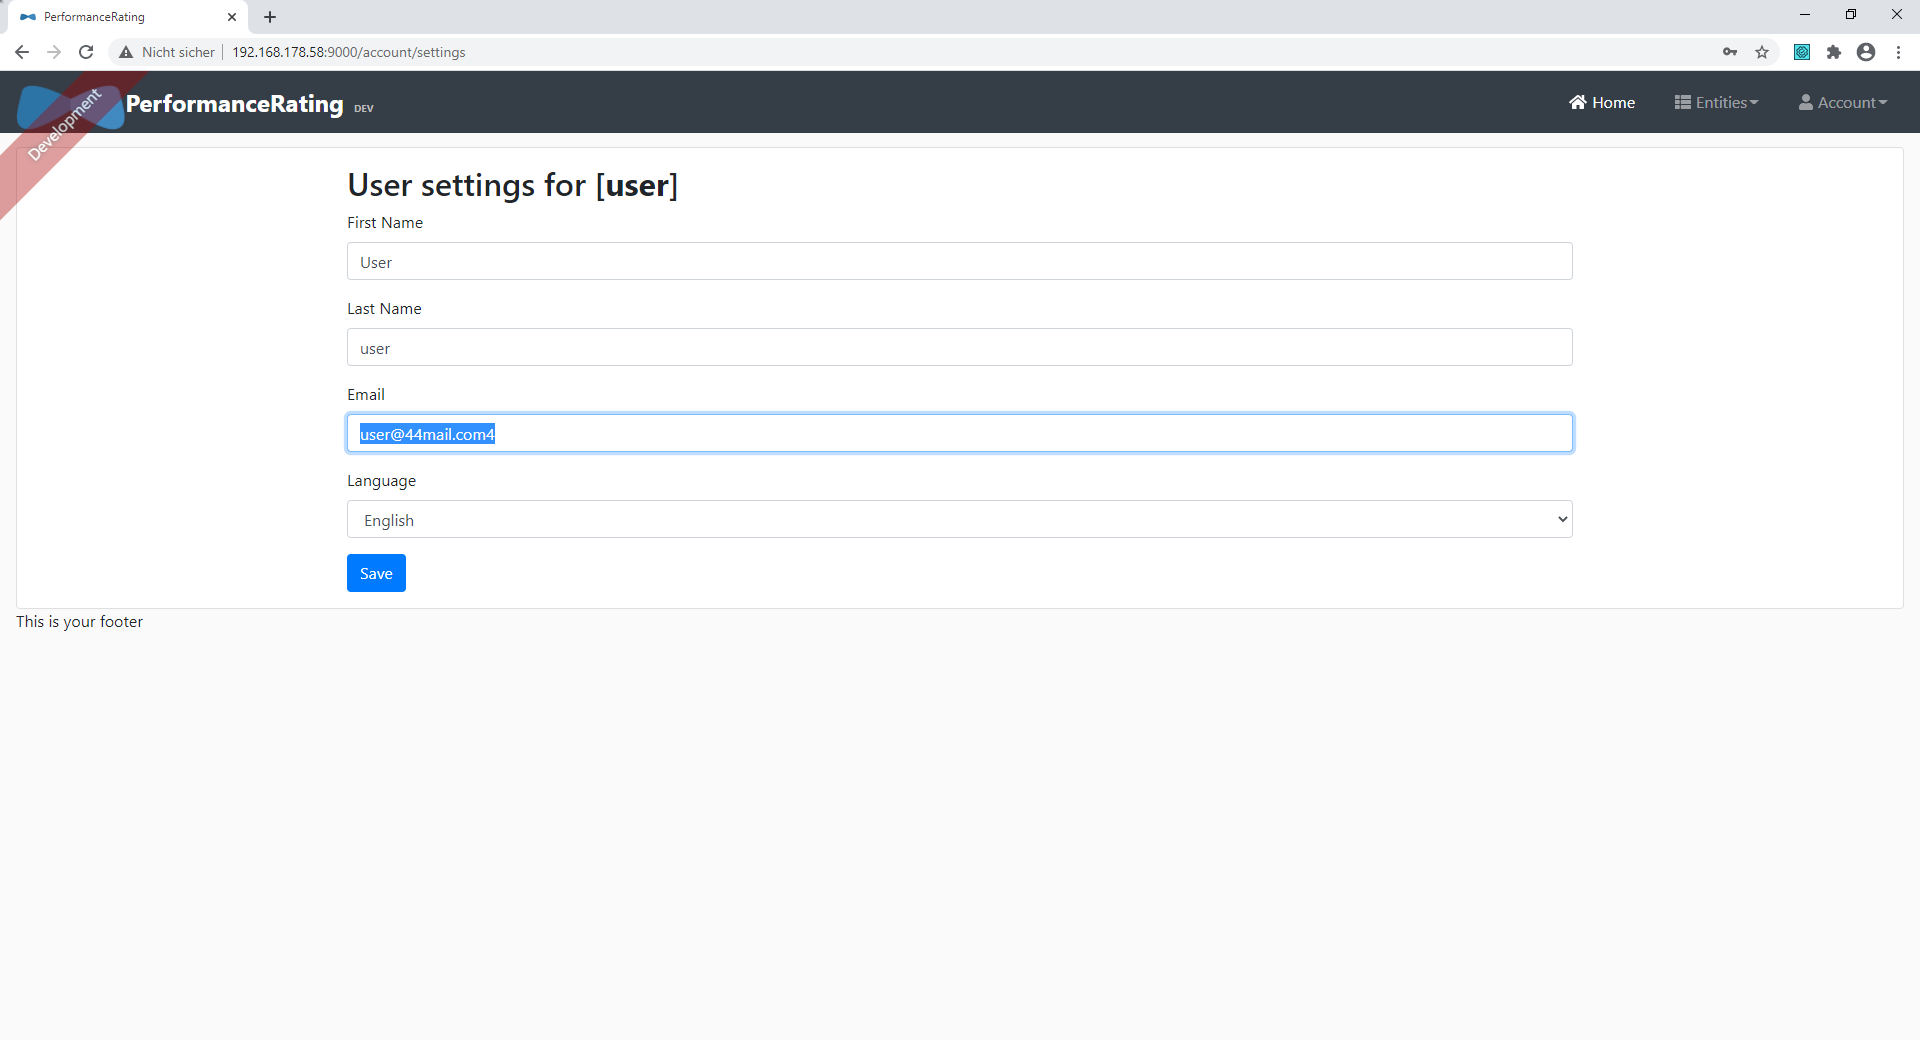 PerformanceRating
Nicht sicher | 192.168.178.58:9000/account/settings
Development
PerformanceRating DEV
Home
Entities
Account
User settings for [user]
First Name
User
Last Name
user
Email
user@44mail.com4
Language
English
Save
This is your footer